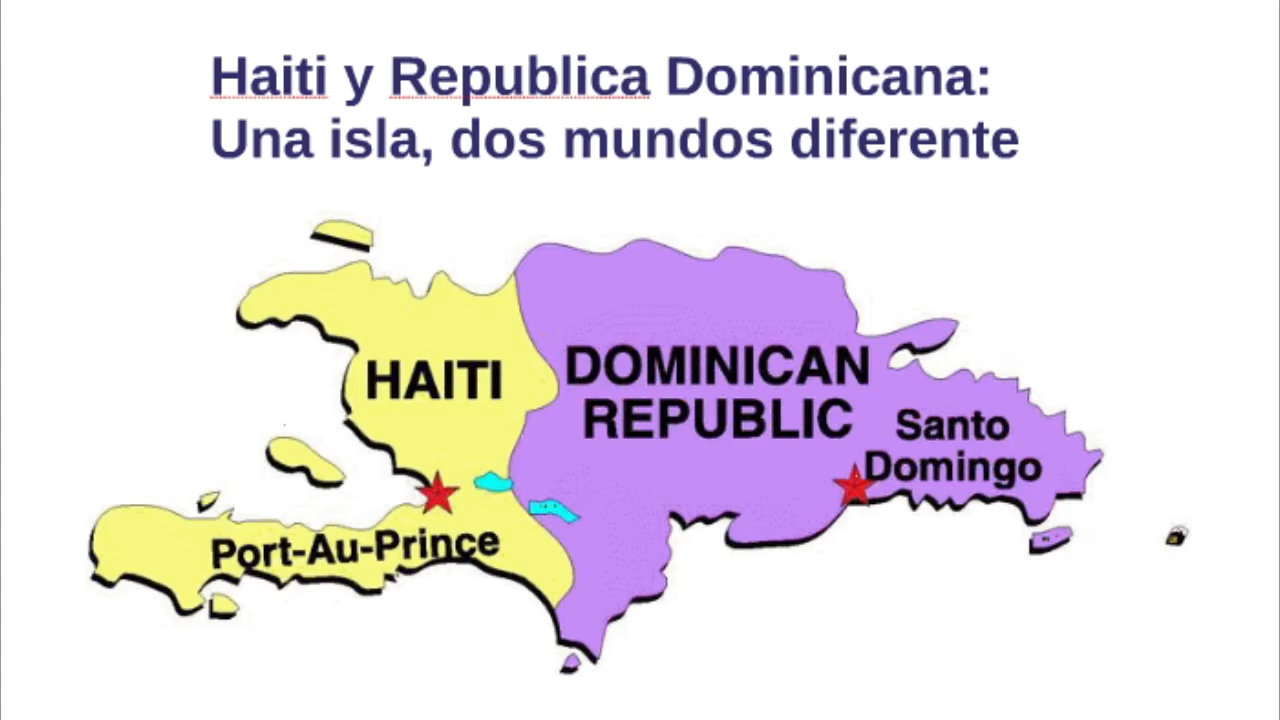 Haiti y Republica Dominicana:
Una isla, dos mundos diferente
HAITI
DOMINICAN
REPUBLIC
Santo
Domingo
Port-Au-Prince